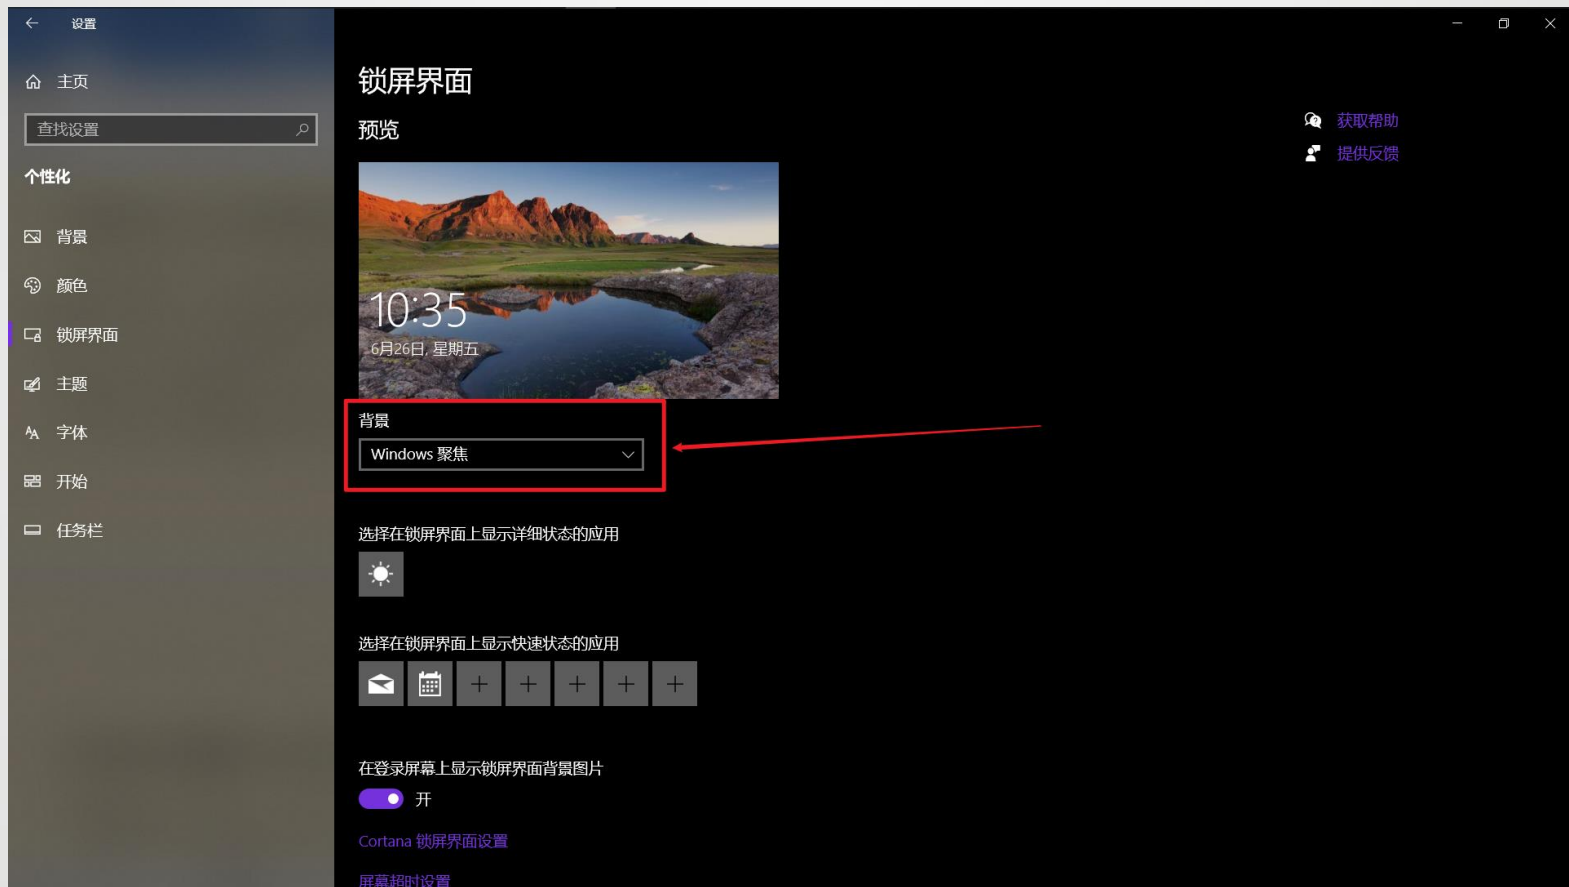 设置
主页
查找设置
个性化
背景
颜色
锁屏界面
主题
字体
开始
任务栏
锁屏界面
预览
10:35
6月26日, 星期五
背景
Windows 聚焦
选择在锁屏界面上显示详细状态的应用
选择在锁屏界面上显示快速状态的应用
在登录屏幕上显示锁屏界面背景图片
开
Cortana 锁屏界面设置
屏幕超时设置
获取帮助
提供反馈